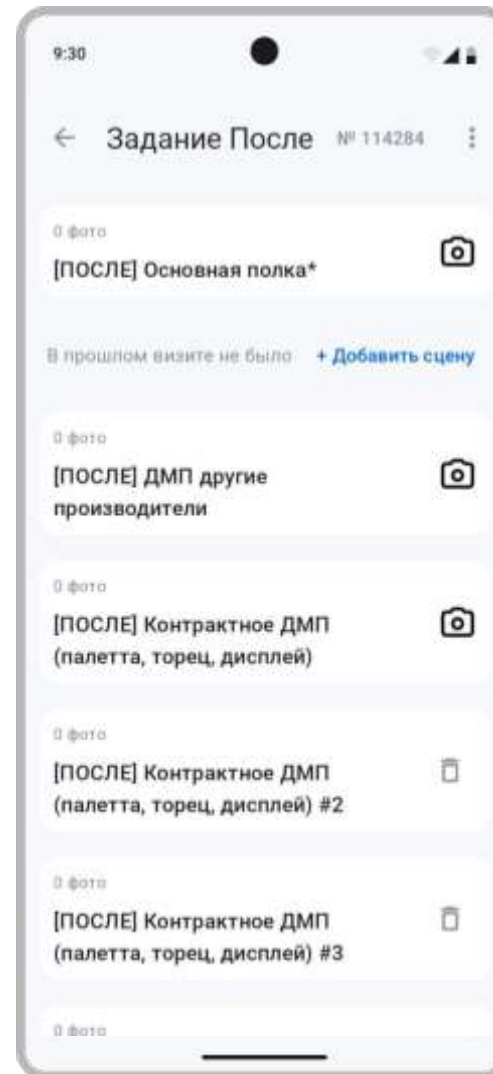 9:30
Задание После № 114284
0 фото
[ПОСЛЕ] Основная полка*
В прошлом визите не было + Добавить сцену
0 фото
[ПОСЛЕ] ДМП другие
производители
0 фото
[ПОСЛЕ] Контрактное ДМП
(палетта, торец, дисплей)
0 фото
[ПОСЛЕ] Контрактное ДМП
(палетта, торец, дисплей) #2
0 фото
[ПОСЛЕ] Контрактное ДМП
(палетта, торец, дисплей) #3
0 фото